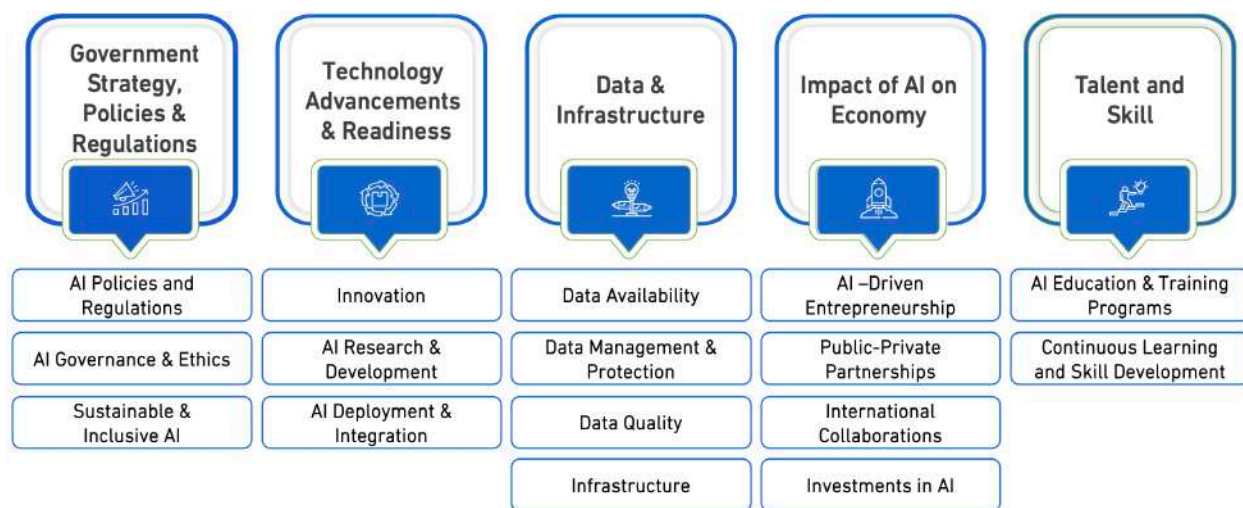 Government
Strategy,
Policies &
Regulations
Technology
Advancements
& Readiness
Data &
Infrastructure
Impact of AI on
Economy
Talent and
Skill
AI Policies and
Regulations
Innovation
Data Availability
AI –Driven
Entrepreneurship
AI Education & Training
Programs
AI Governance & Ethics
AI Research &
Development
Data Management &
Protection
Public-Private
Partnerships
Continuous Learning
and Skill Development
Sustainable &
Inclusive AI
AI Deployment &
Integration
Data Quality
International
Collaborations
Infrastructure
Investments in AI